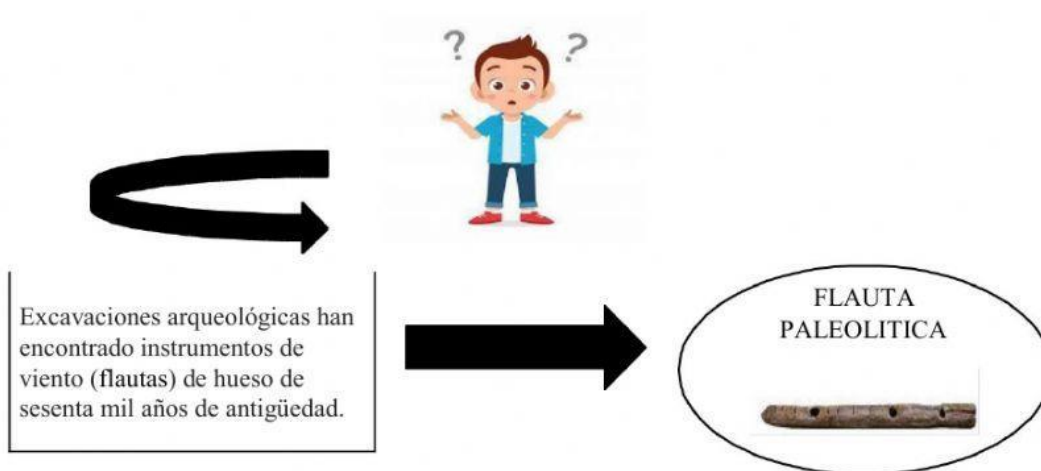 ? ?
Excavaciones arqueológicas han
encontrado instrumentos de
viento (flautas) de hueso de
sesenta mil años de antigüedad.
FLAUTA
PALEOLITICA